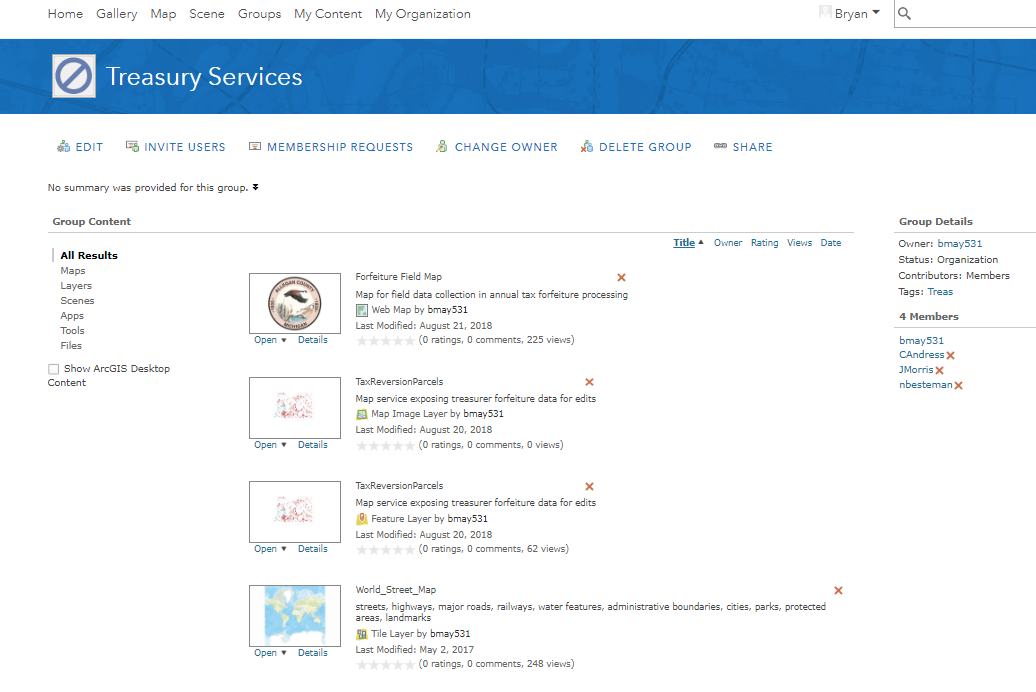 Home Gallery Map Scene Groups My Content My Organization Bryan
Treasury Services
EDIT INVITE USERS MEMBERSHIP REQUESTS CHANGE OWNER DELETE GROUP SHARE
No summary was provided for this group.
Group Content
All Results
Maps
Layers
Scenes
Apps
Tools
Files
Show ArcGIS Desktop
Content
Title Owner Rating Views Date
ALLEGAN COUNTY
MICHIGAN
Open Details
Forfeiture Field Map
Map for field data collection in annual tax forfeiture processing
Web Map by bmay531
Last Modified: August 21, 2018
(0 ratings, 0 comments, 225 views)
Open Details
TaxReversionParcels
Map service exposing treasurer forfeiture data for edits
Map Image Layer by bmay531
Last Modified: August 20, 2018
(0 ratings, 0 comments, 0 views)
Open Details
TaxReversionParcels
Map service exposing treasurer forfeiture data for edits
Feature Layer by bmay531
Last Modified: August 20, 2018
(0 ratings, 0 comments, 62 views)
Open Details
World_Street_Map
streets, highways, major roads, railways, water features, administrative boundaries, cities, parks, protected
areas, landmarks
Tile Layer by bmay531
Last Modified: May 2, 2017
(0 ratings, 0 comments, 248 views)
Open Details
Group Details
Owner: bmay531
Status: Organization
Contributors: Members
Tags: Treas
4 Members
bmay531
CAndress
JMorris
nbesteman